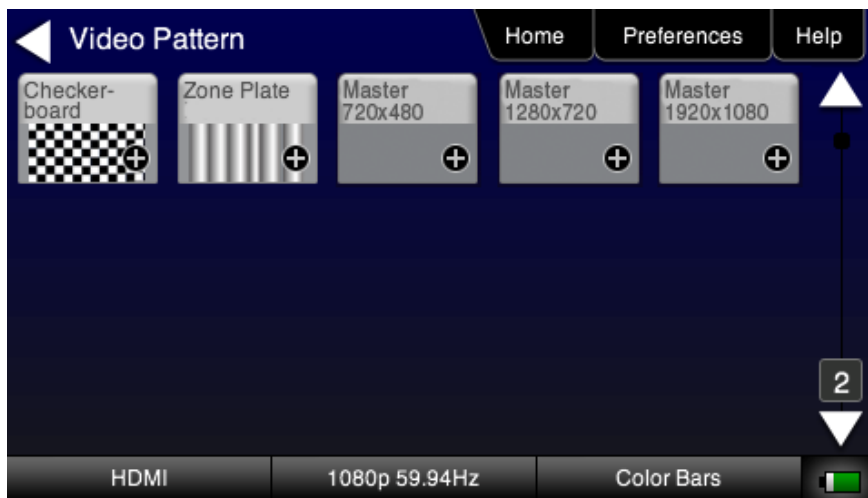 Video Pattern
Home
Preferences
Help
Checker-
board
Zone Plate
Master
720x480
Master
1280x720
Master
1920x1080
2
HDMI
1080p 59.94Hz
Color Bars